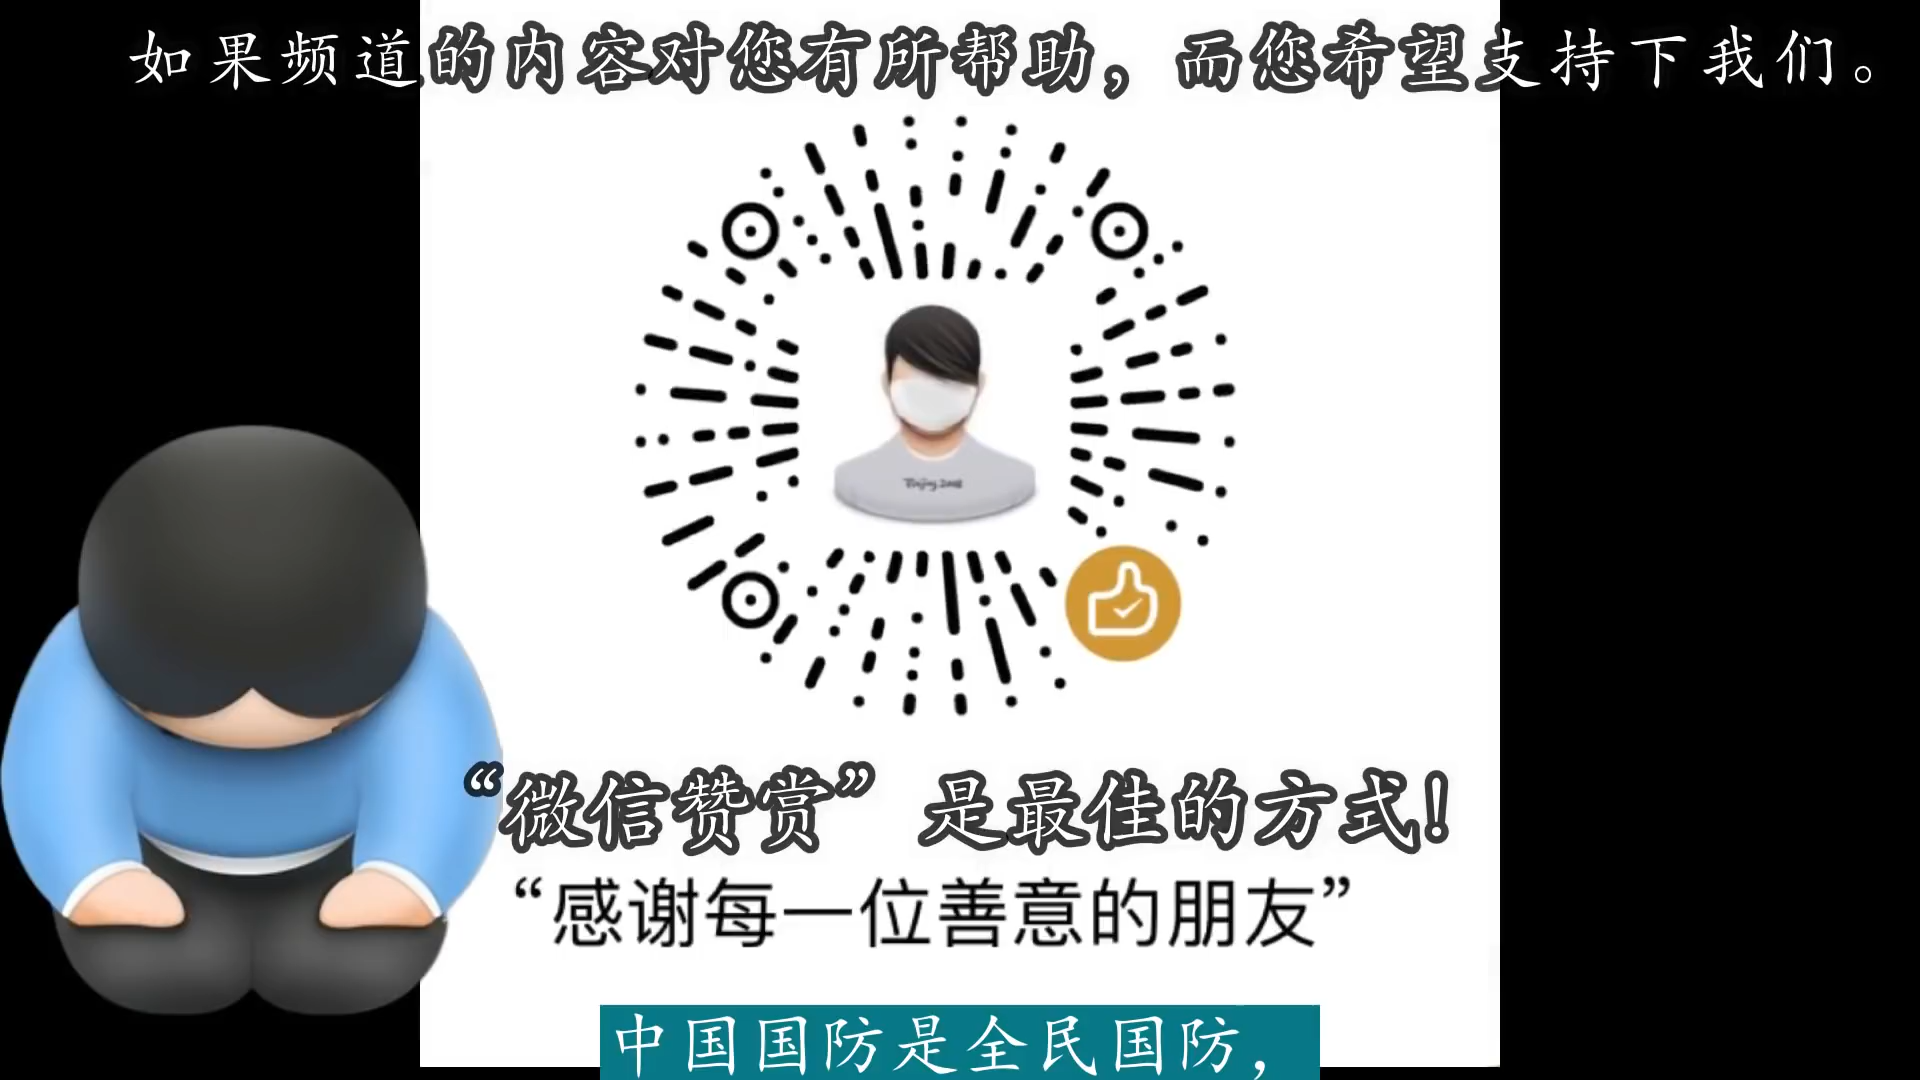 如果频道的内容对您有所帮助，而您希望支持下我们。
“微信赞赏”是最佳的方式！
“感谢每一位善意的朋友”
中国国防是全民国防，